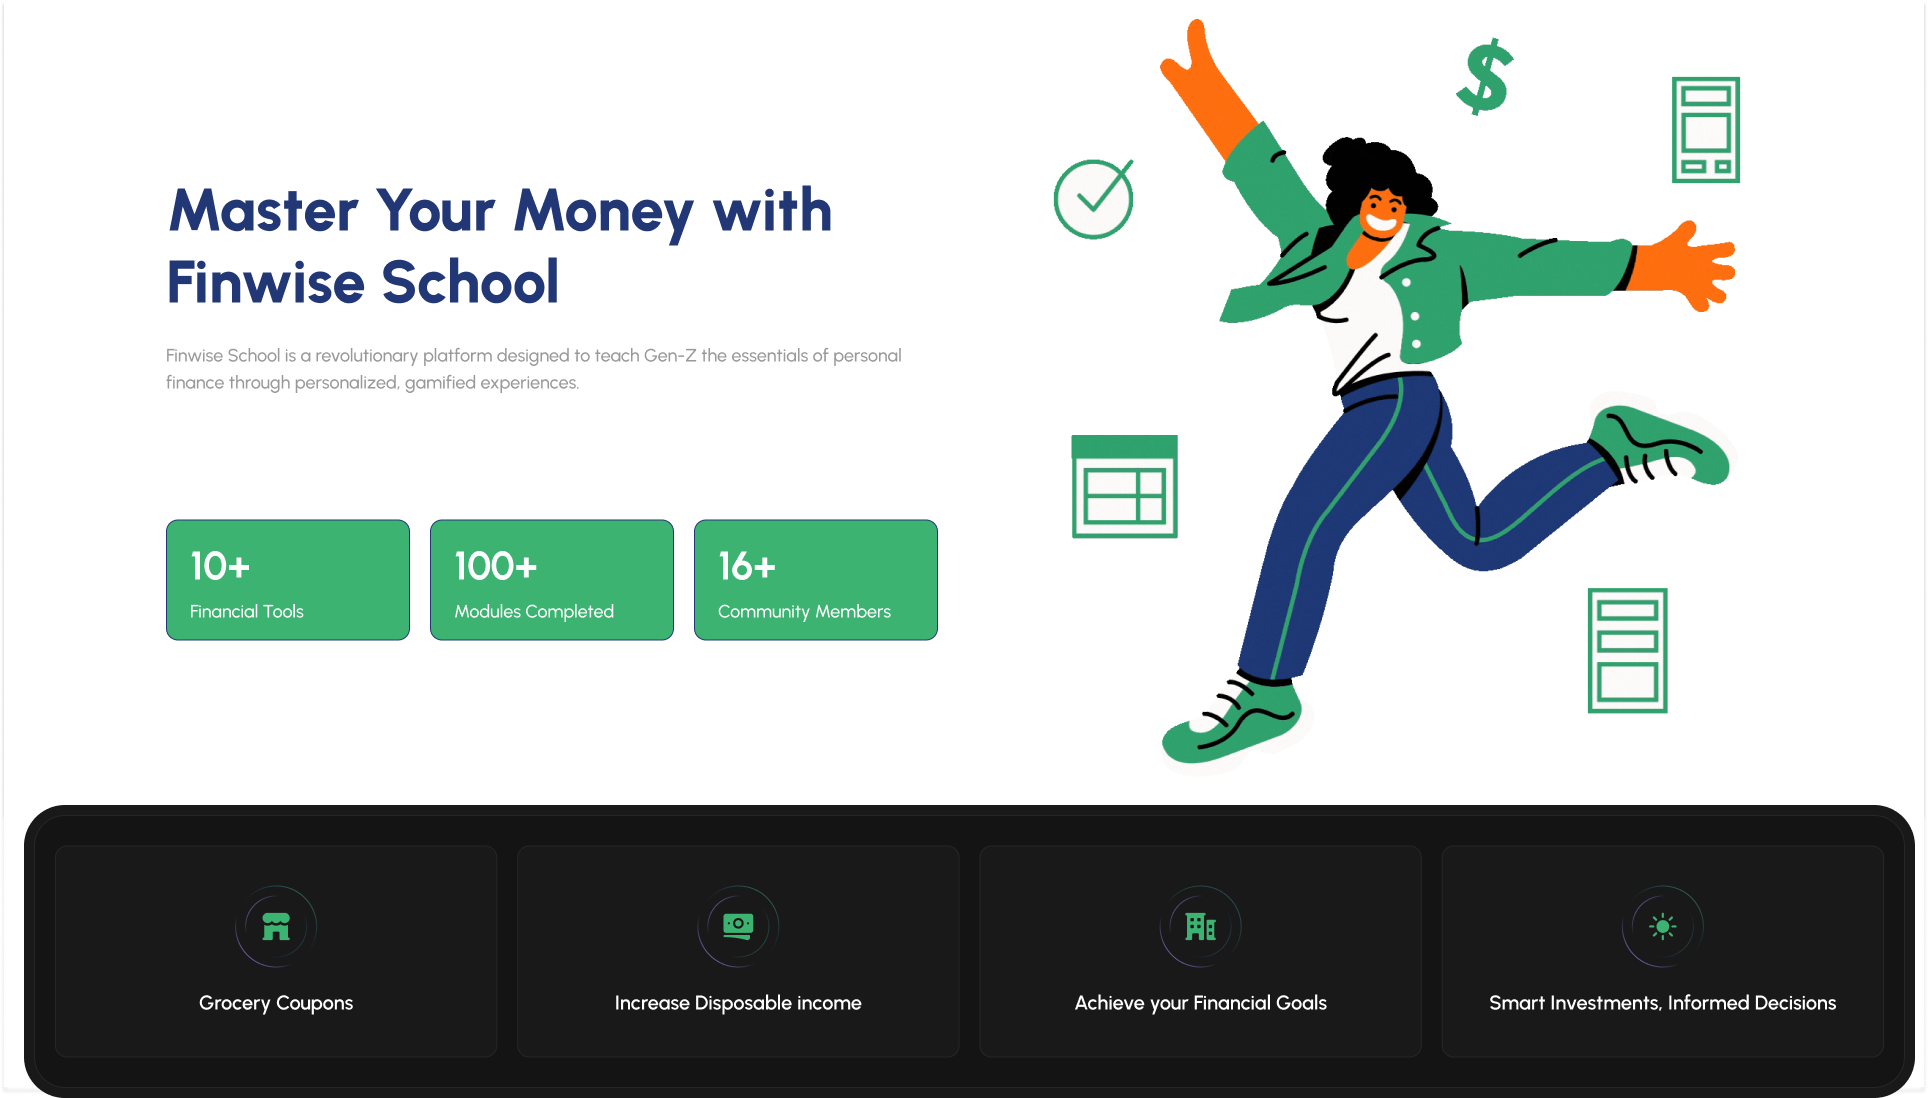 Master Your Money with
Finwise School
Finwise School is a revolutionary platform designed to teach Gen-Z the essentials of personal
finance through personalized, gamified experiences.
10+
Financial Tools
100+
Modules Completed
16+
Community Members
$
Grocery Coupons
Increase Disposable income
Achieve your Financial Goals
Smart Investments, Informed Decisions